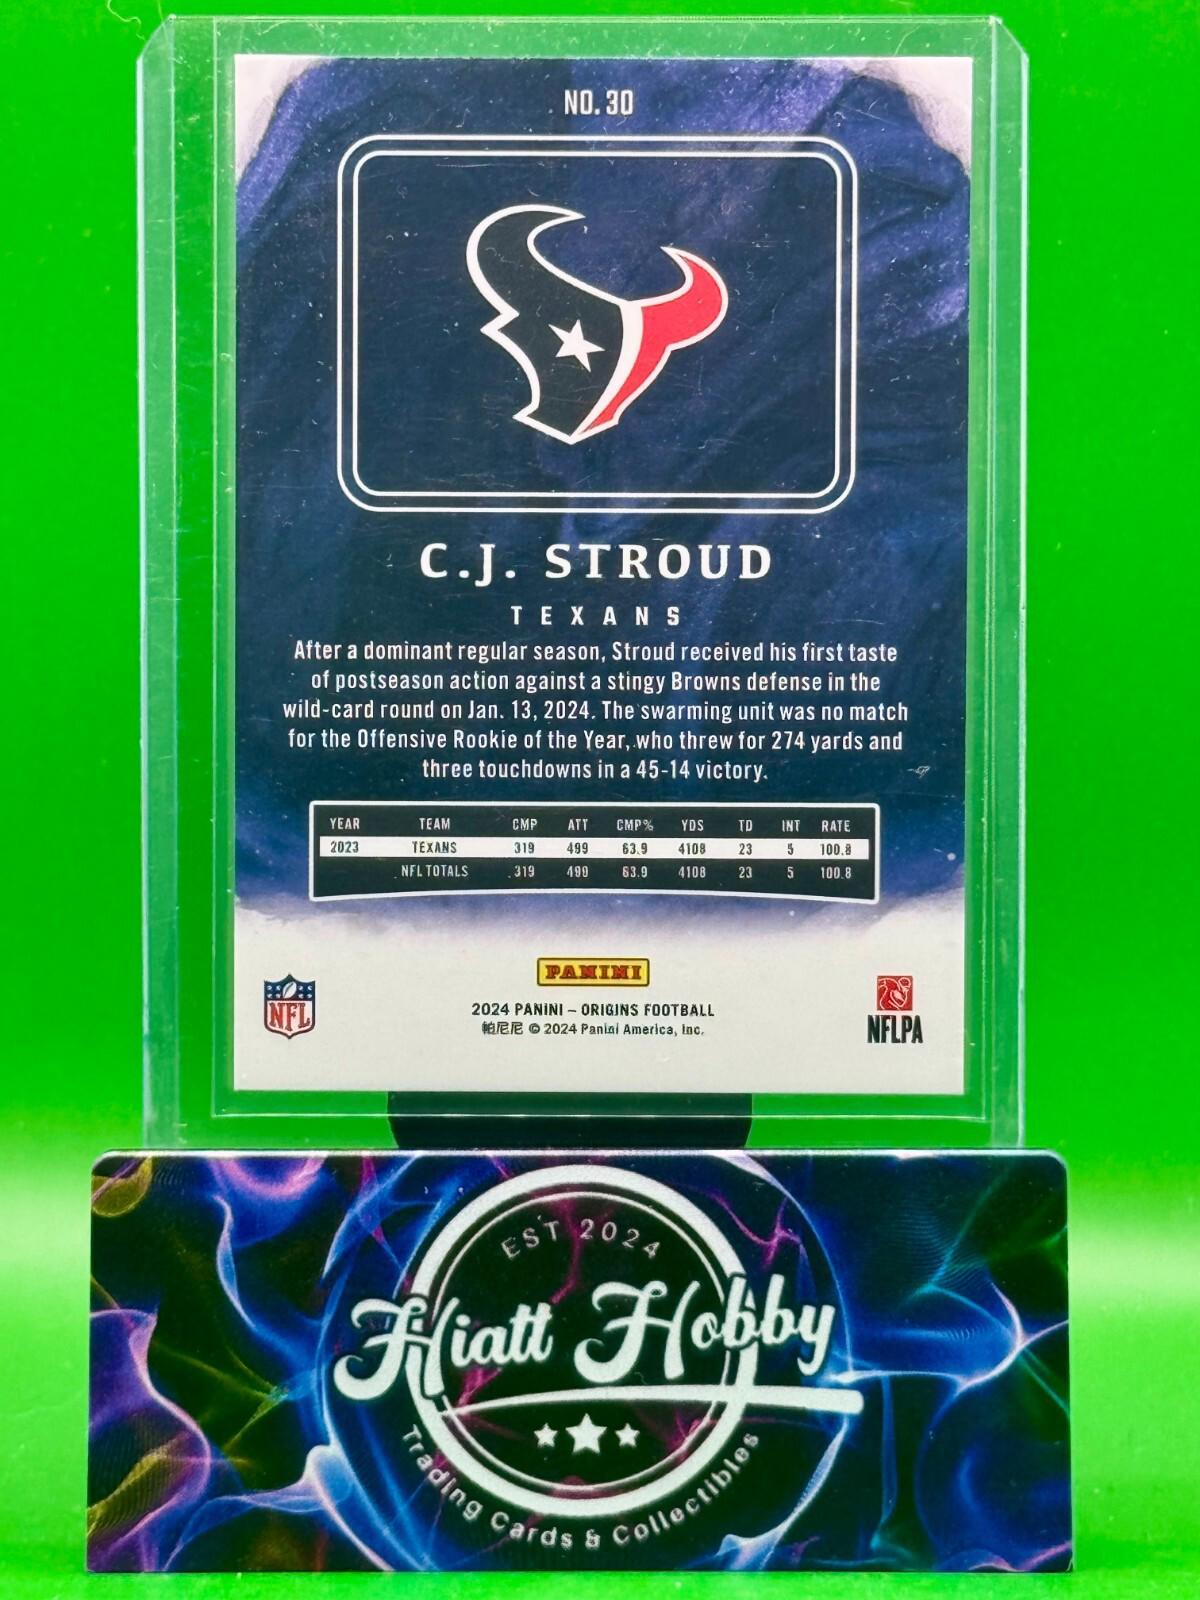 NO. 30
C.J. STROUD
TEXANS
After a dominant regular season, Stroud received his first taste
of postseason action against a stingy Browns defense in the
wild-card round on Jan. 13, 2024. The swarming unit was no match
for the Offensive Rookie of the Year, who threw for 274 yards and
three touchdowns in a 45-14 victory.
YEAR TEAM CMP ATT CMP% YDS TD INT RATE
2023 TEXANS 319 499 63.9 4108 23 5 100.8
NFL TOTALS 319 499 63.9 4108 23 5 100.8
PANINI
NFL
2024 PANINI – ORIGINS FOOTBALL
帕尼尼 © 2024 Panini America, Inc.
NFLPA
EST 2024
Hiatt Hobby
Trading Cards & Collectibles